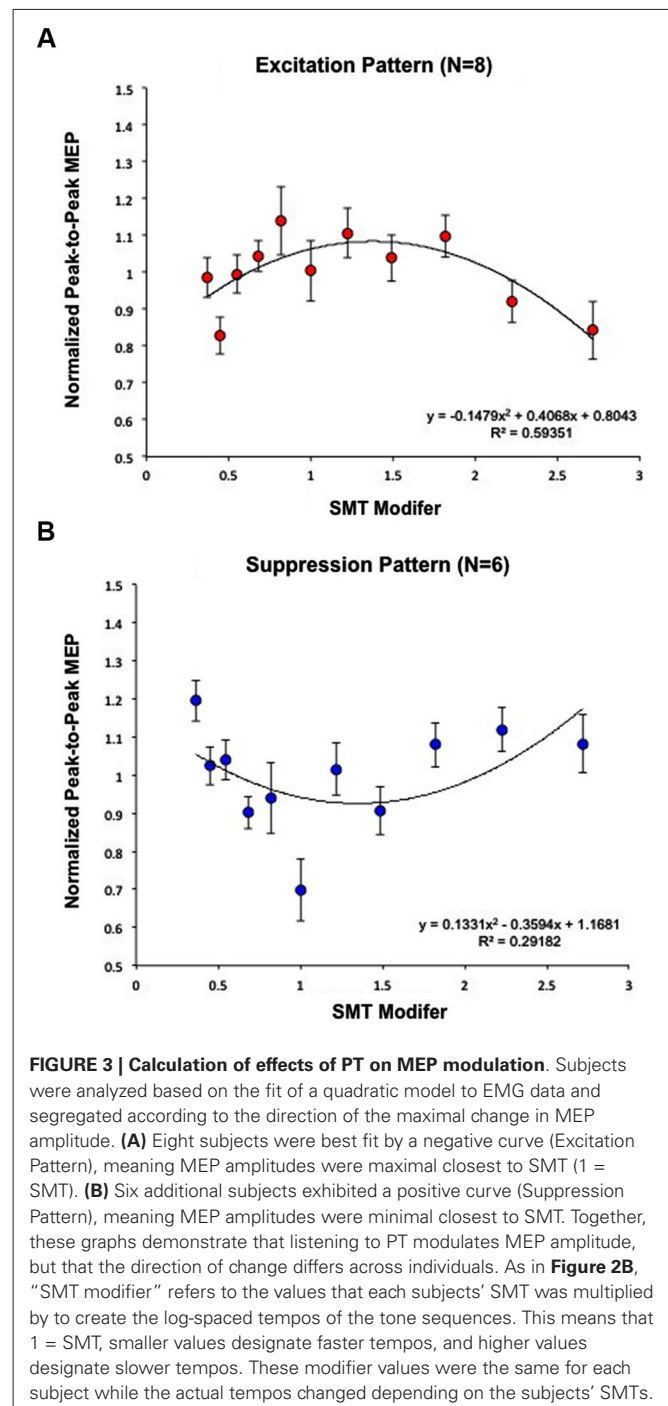 A
Excitation Pattern (N=8)
Normalized Peak-to-Peak MEP
1.5
1.4
1.3
1.2
1.1
1
0.9
0.8
0.7
0.6
0.5
y = -0.1479x² + 0.4068x + 0.8043
R² = 0.59351
0 0.5 1 1.5 2 2.5 3
SMT Modifer
B
Suppression Pattern (N=6)
Normalized Peak-to-Peak MEP
1.5
1.4
1.3
1.2
1.1
1
0.9
0.8
0.7
0.6
0.5
y = 0.1331x² - 0.3594x + 1.1681
R² = 0.29182
0 0.5 1 1.5 2 2.5 3
SMT Modifer
FIGURE 3 | Calculation of effects of PT on MEP modulation. Subjects
were analyzed based on the fit of a quadratic model to EMG data and
segregated according to the direction of the maximal change in MEP
amplitude. (A) Eight subjects were best fit by a negative curve (Excitation
Pattern), meaning MEP amplitudes were maximal closest to SMT (1 =
SMT). (B) Six additional subjects exhibited a positive curve (Suppression
Pattern), meaning MEP amplitudes were minimal closest to SMT. Together,
these graphs demonstrate that listening to PT modulates MEP amplitude,
but that the direction of change differs across individuals. As in Figure 2B,
“SMT modifier” refers to the values that each subjects’ SMT was multiplied
by to create the log-spaced tempos of the tone sequences. This means that
1 = SMT, smaller values designate faster tempos, and higher values
designate slower tempos. These modifier values were the same for each
subject while the actual tempos changed depending on the subjects’ SMTs.